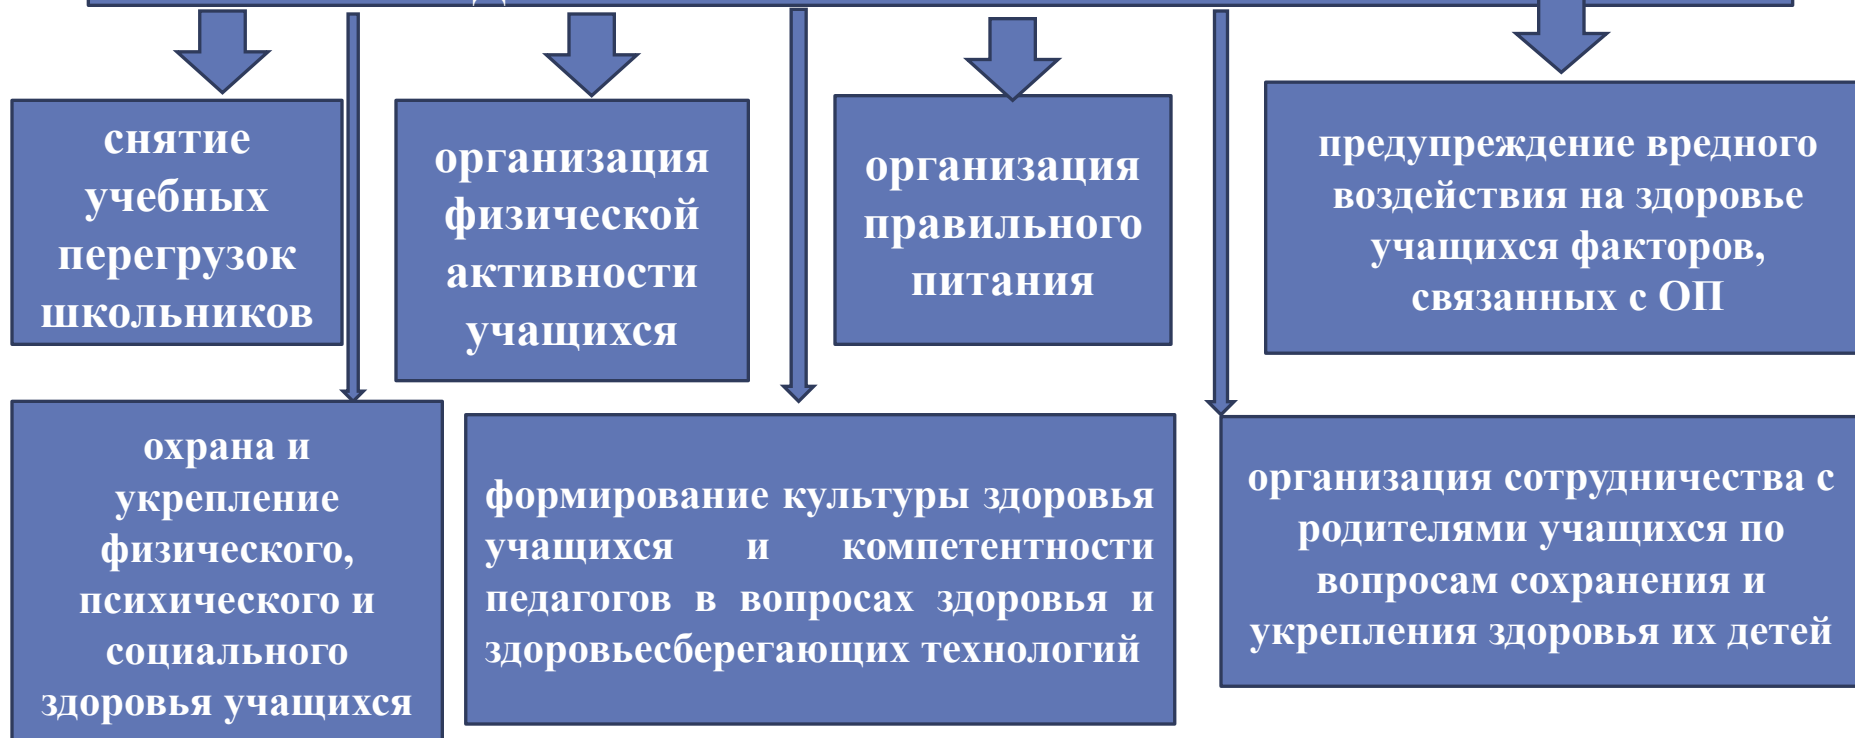 снятие
учебных
перегрузок
школьников
организация
физической
активности
учащихся
организация
правильного
питания
предупреждение вредного
воздействия на здоровье
учащихся факторов,
связанных с ОП
охрана и
укрепление
физического,
психического и
социального
здоровья учащихся
формирование культуры здоровья
учащихся и компетентности
педагогов в вопросах здоровья и
здоровьесберегающих технологий
организация сотрудничества с
родителями учащихся по
вопросам сохранения и
укрепления здоровья их детей